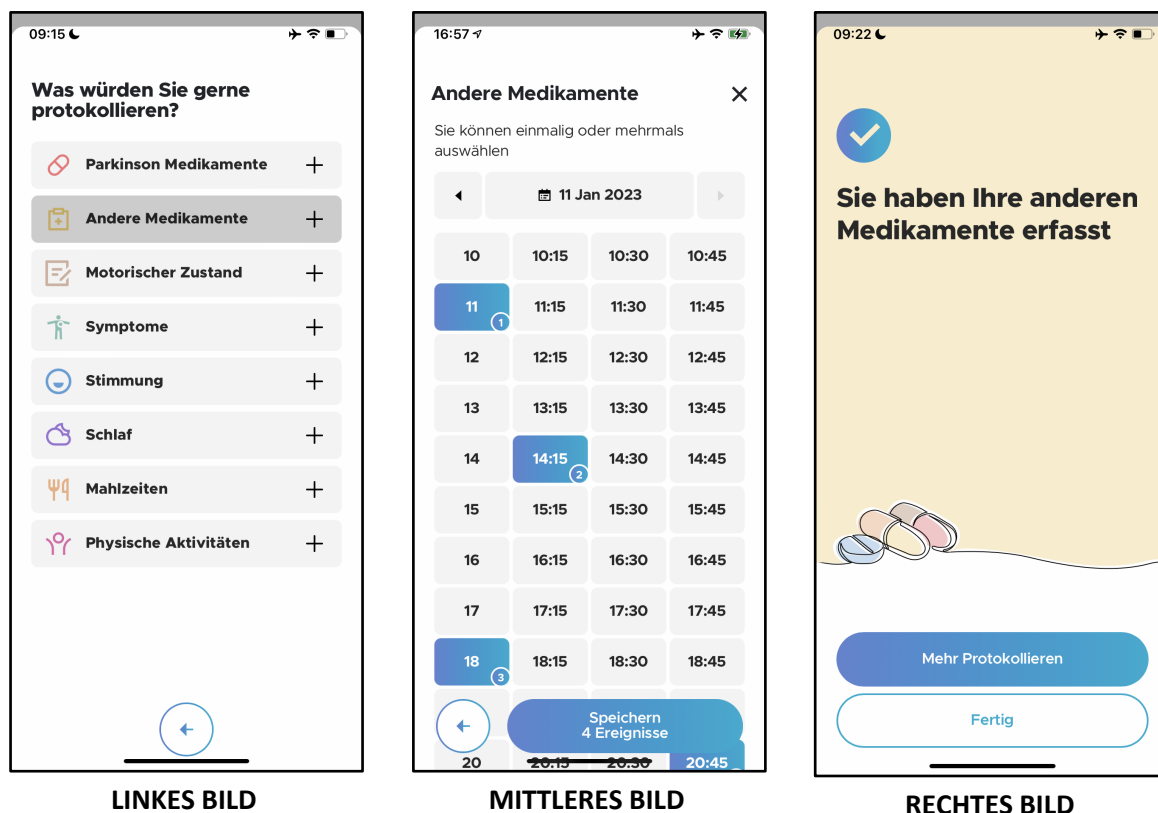 09:15
Was würden Sie gerne
protokollieren?
Parkinson Medikamente
Andere Medikamente
Motorischer Zustand
Symptome
Stimmung
Schlaf
Mahlzeiten
Physische Aktivitäten
LINKES BILD
16:57
Andere Medikamente
Sie können einmalig oder mehrmals
auswählen
11 Jan 2023
10 10:15 10:30 10:45
11 1 11:15 11:30 11:45
12 12:15 12:30 12:45
13 13:15 13:30 13:45
14 14:15 2 14:30 14:45
15 15:15 15:30 15:45
16 16:15 16:30 16:45
17 17:15 17:30 17:45
18 3 18:15 18:30 18:45
Speichern
4 Ereignisse
20 20:15 20:30 20:45
MITTLERES BILD
09:22
Sie haben Ihre anderen
Medikamente erfasst
Mehr Protokollieren
Fertig
RECHTES BILD